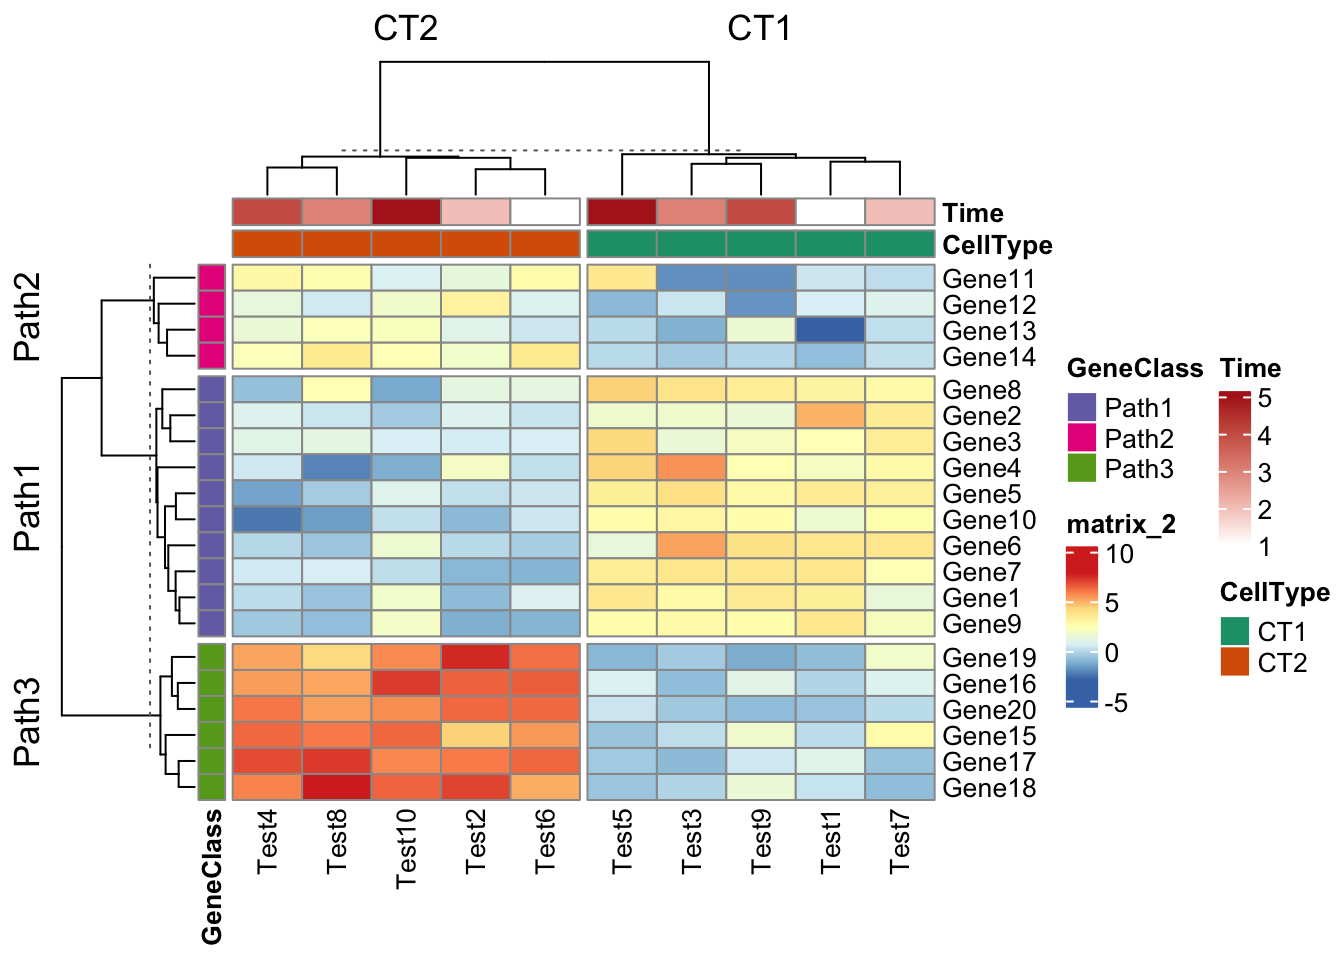 CT2
CT1
Time
CellType
Path2
Path1
Path3
Gene11
Gene12
Gene13
Gene14
Gene8
Gene2
Gene3
Gene4
Gene5
Gene10
Gene6
Gene7
Gene1
Gene9
Gene19
Gene16
Gene20
Gene15
Gene17
Gene18
GeneClass
Test4
Test8
Test10
Test2
Test6
Test5
Test3
Test9
Test1
Test7
GeneClass
Path1
Path2
Path3
matrix_2
10
5
0
-5
Time
5
4
3
2
1
CellType
CT1
CT2